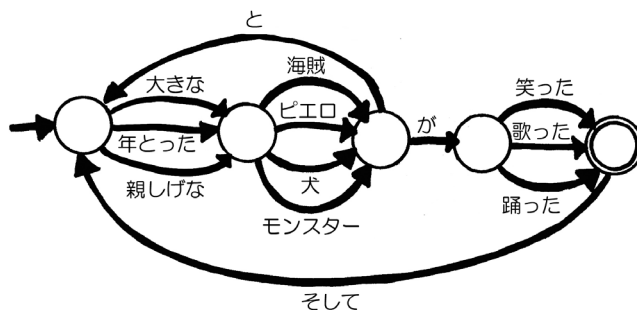 と
大きな
年とった
親しげな
海賊
ピエロ
犬
モンスター
が
笑った
歌った
踊った
そして